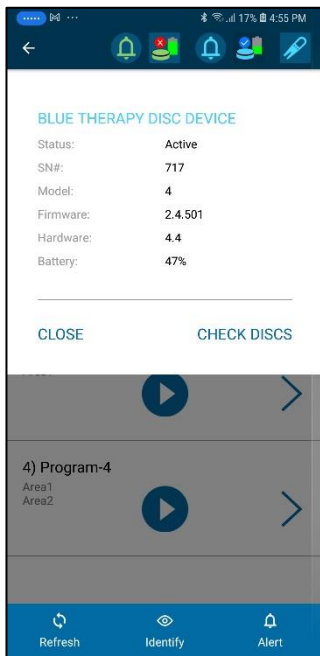 17% 4:55 PM
BLUE THERAPY DISC DEVICE
Status: Active
SN#: 717
Model: 4
Firmware: 2.4.501
Hardware: 4.4
Battery: 47%
CLOSE CHECK DISCS
4) Program-4
Area1
Area2
Refresh Identify Alert